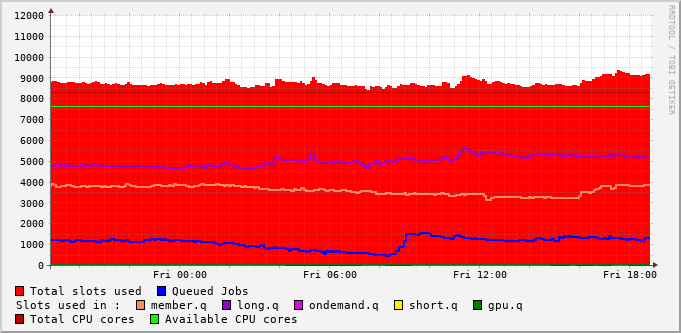 12000
11000
10000
9000
8000
7000
6000
5000
4000
3000
2000
1000
0
Fri 00:00 Fri 06:00 Fri 12:00 Fri 18:00
Total slots used Queued Jobs
Slots used in : member.q long.q ondemand.q short.q gpu.q
Total CPU cores Available CPU cores
RRDTOOL / TOBI OETIKER